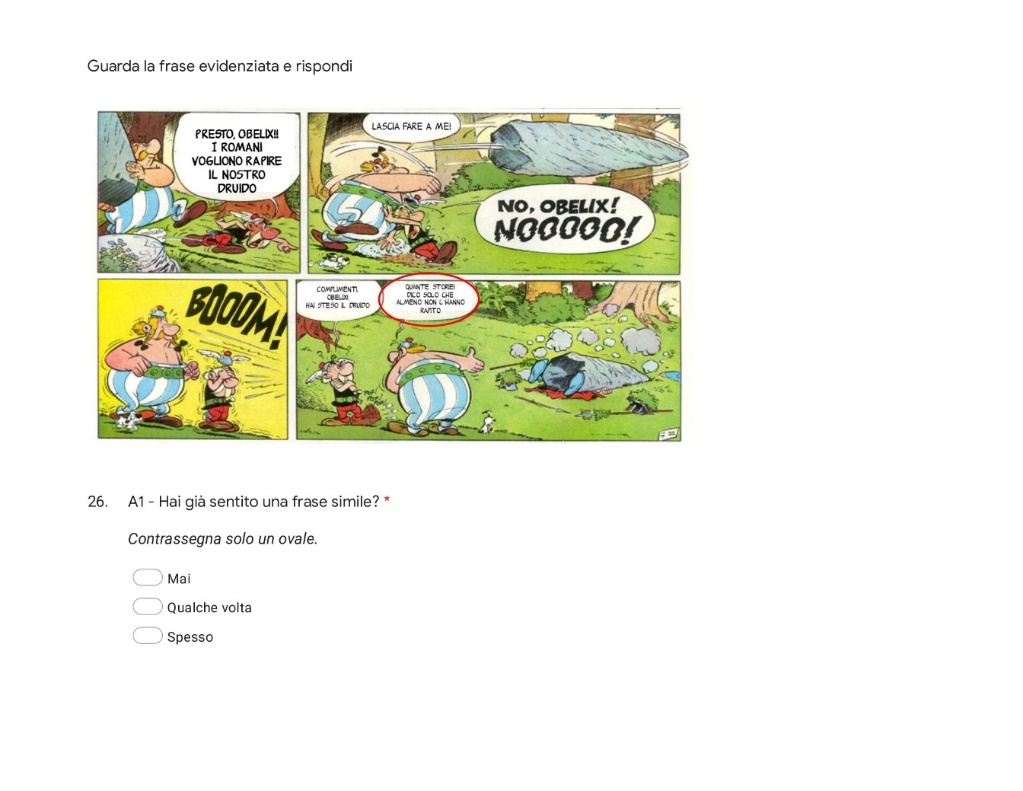 Guarda la frase evidenziata e rispondi
PRESTO, OBELIX!!
I ROMANI
VOGLIONO RAPIRE
IL NOSTRO
DRUIDO
LASCIA FARE A ME!
NO, OBELIX!
NOOOOO!
BOOOM!
COMPLIMENTI,
OBELIX!
HAI STESO IL DRUIDO
QUANTE STORIE!
DICO SOLO CHE
ALMENO NON L'HANNO
RAPITO
26. A1 - Hai già sentito una frase simile? *
Contrassegna solo un ovale.
Mai
Qualche volta
Spesso